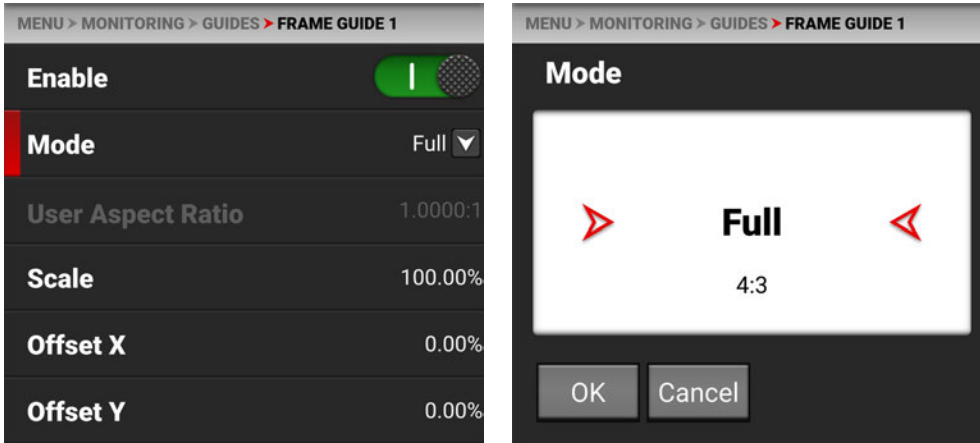 MENU > MONITORING > GUIDES > FRAME GUIDE 1
Enable
Mode Full
User Aspect Ratio 1.0000:1
Scale 100.00%
Offset X 0.00%
Offset Y 0.00%
MENU > MONITORING > GUIDES > FRAME GUIDE 1
Mode
Full
4:3
OK Cancel